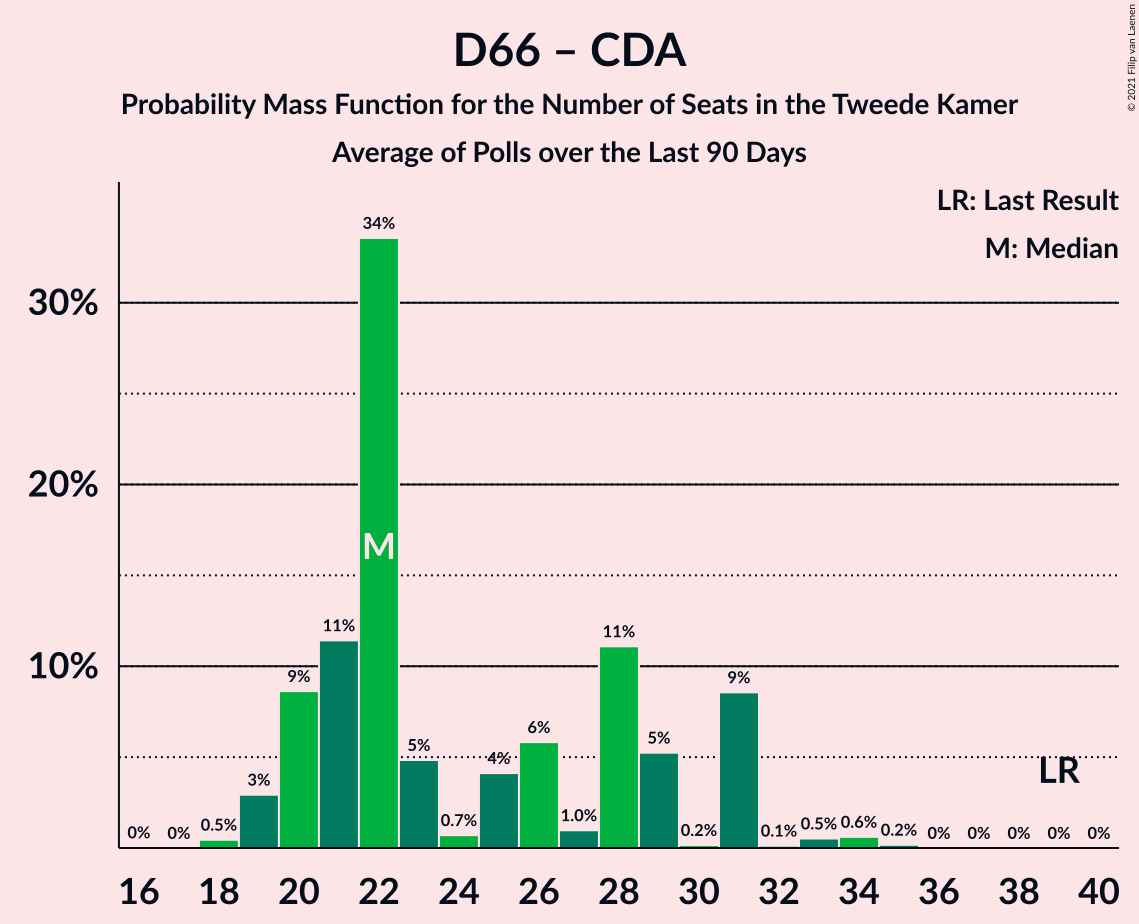 D66 – CDA
Probability Mass Function for the Number of Seats in the Tweede Kamer
Average of Polls over the Last 90 Days
© 2021 Filip van Laenen
LR: Last Result
M: Median
34%
30%
20%
M
11%
11%
10%
9%
9%
6%
5%
5%
4%
LR
3%
0% 0% 0.5% 0.7% 1.0% 0.2% 0.1% 0.5% 0.6% 0.2% 0% 0% 0% 0% 0%
16 18 20 22 24 26 28 30 32 34 36 38 40